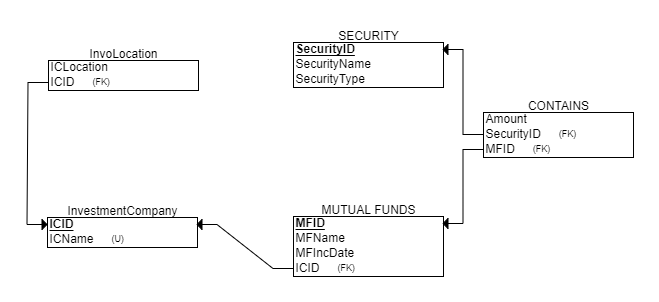 SECURITY
SecurityID
SecurityName
SecurityType
InvoLocation
ICLocation
ICID (FK)
CONTAINS
Amount
SecurityID (FK)
MFID (FK)
InvestmentCompany
ICID
ICName (U)
MUTUAL FUNDS
MFID
MFName
MFIncDate
ICID (FK)